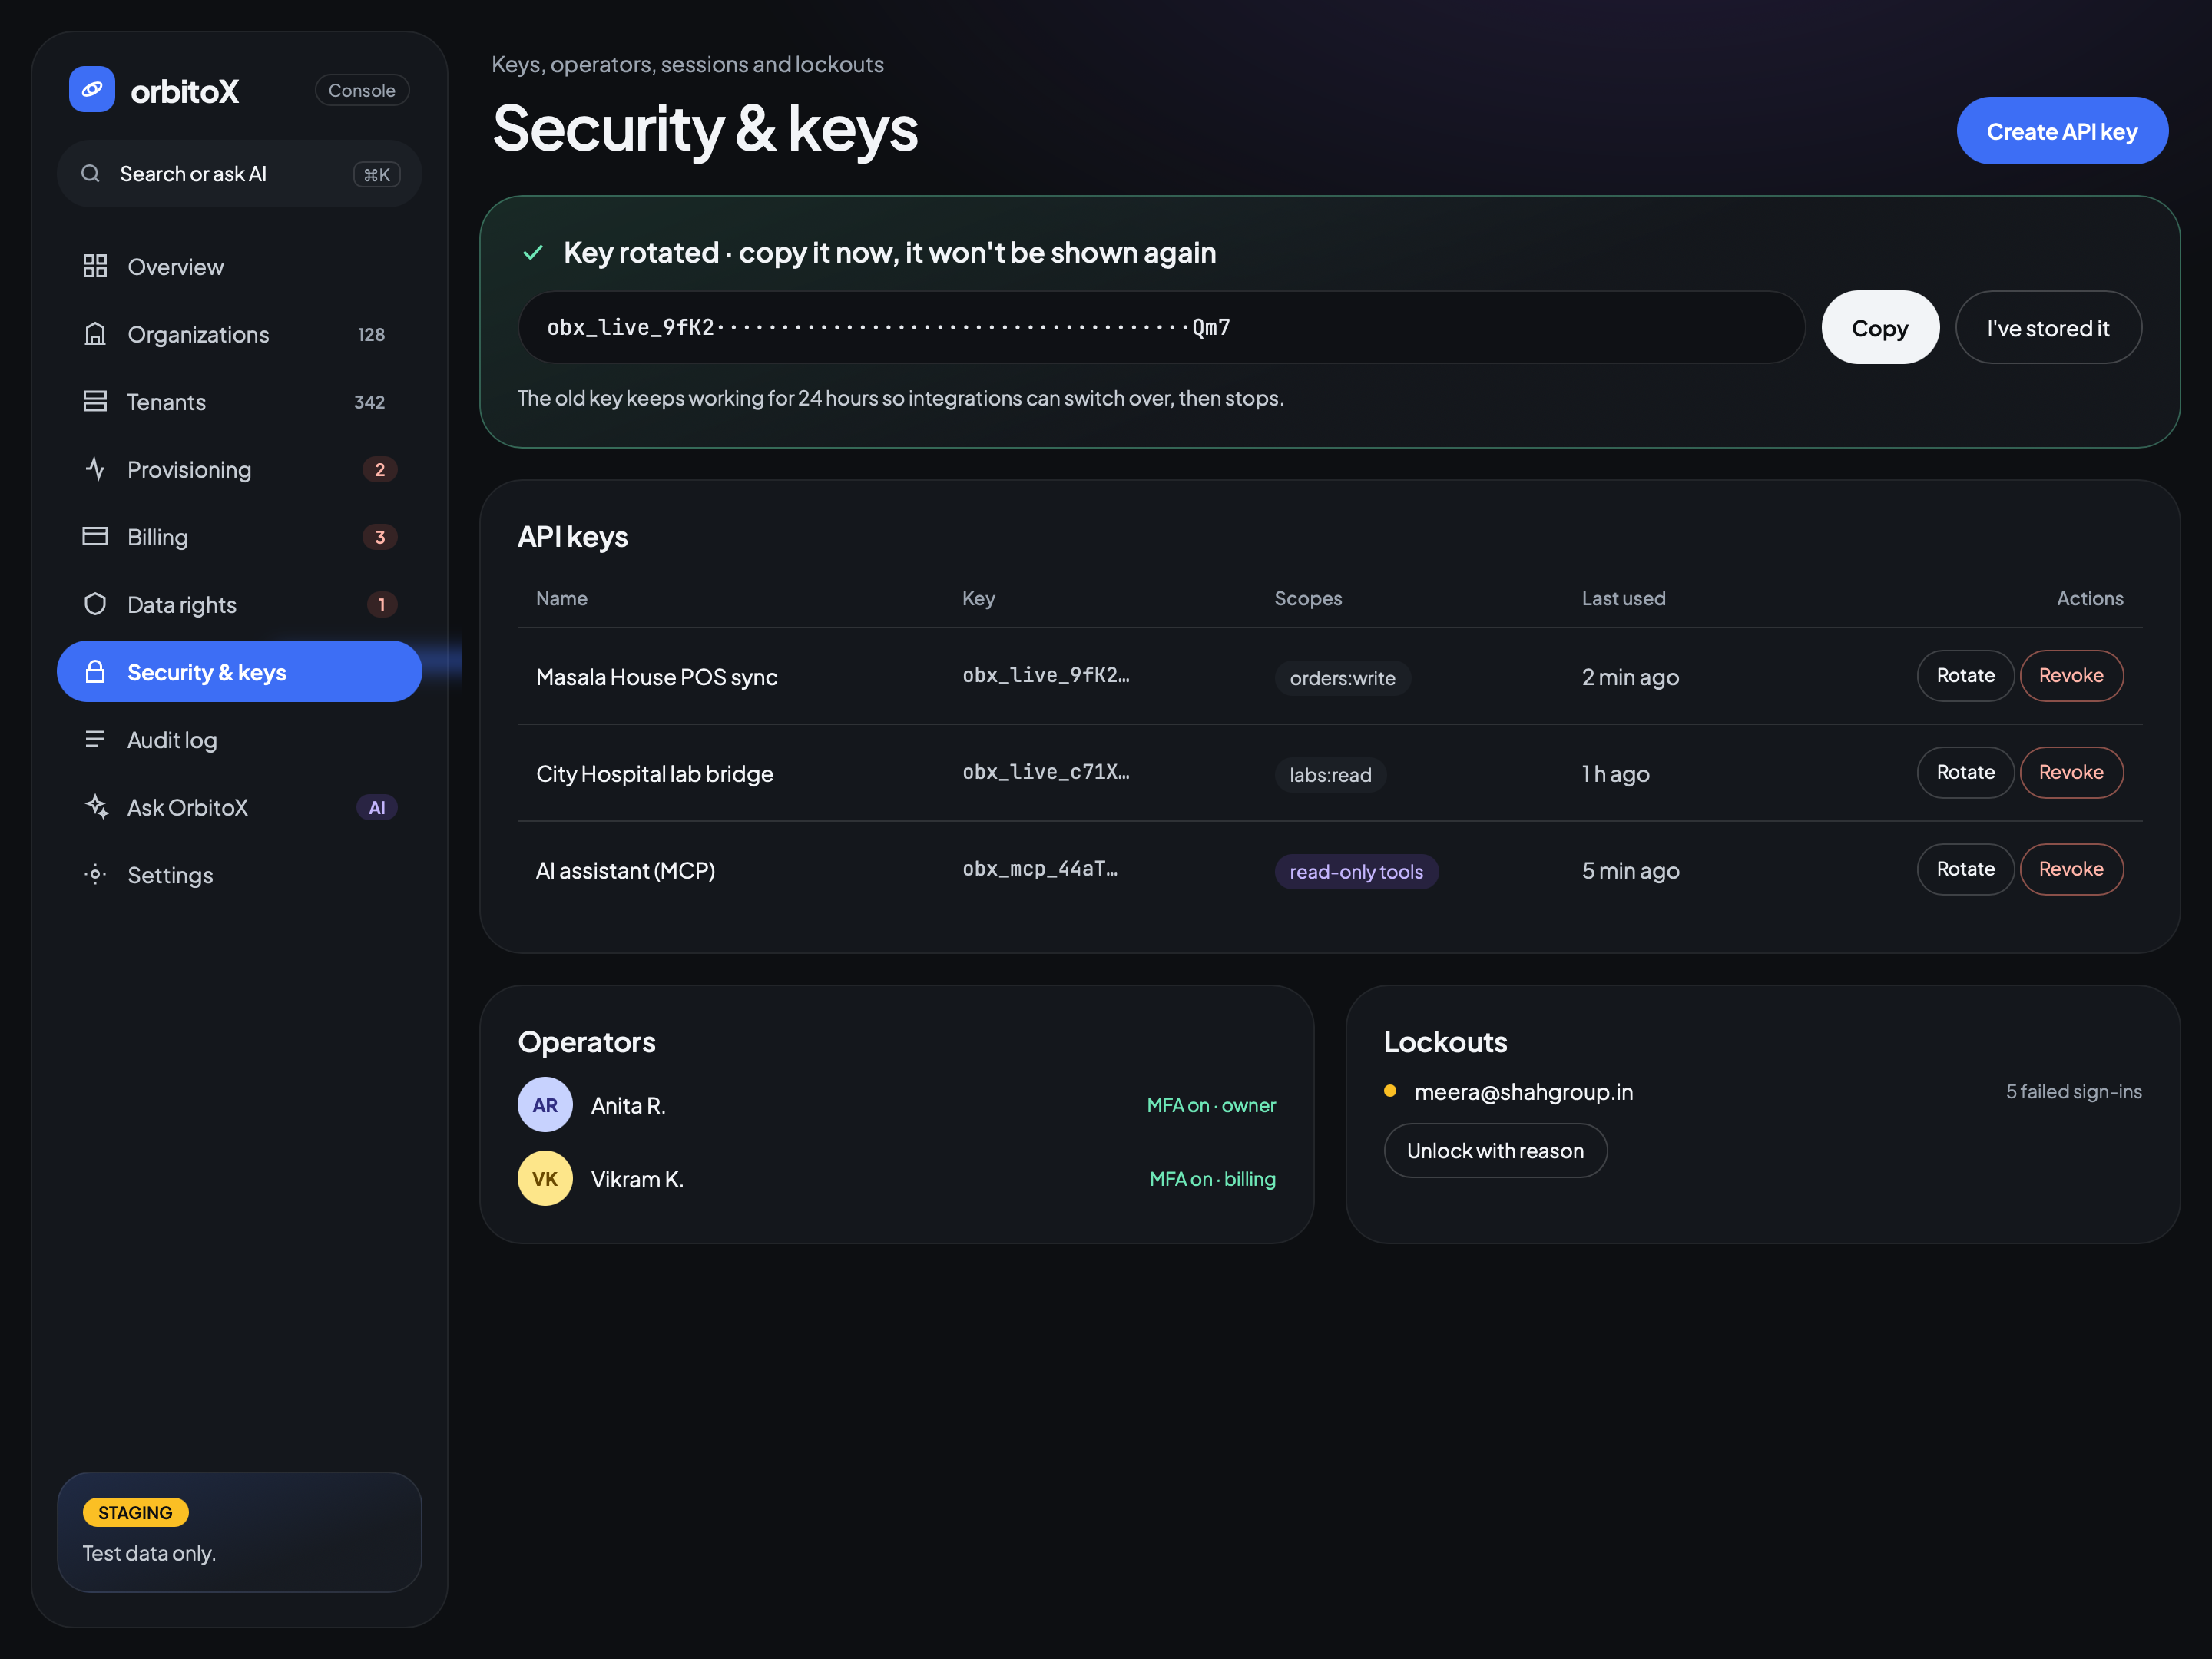 orbitoX
Console
Search or ask AI
⌘K
Overview
Organizations 128
Tenants 342
Provisioning 2
Billing 3
Data rights 1
Security & keys
Audit log
Ask OrbitoX AI
Settings
STAGING
Test data only.
Keys, operators, sessions and lockouts
Security & keys
Create API key
Key rotated · copy it now, it won't be shown again
obx_live_9fK2·····································Qm7
Copy
I've stored it
The old key keeps working for 24 hours so integrations can switch over, then stops.
API keys
Name Key Scopes Last used Actions
Masala House POS sync obx_live_9fK2… orders:write 2 min ago Rotate Revoke
City Hospital lab bridge obx_live_c71X… labs:read 1 h ago Rotate Revoke
AI assistant (MCP) obx_mcp_44aT… read-only tools 5 min ago Rotate Revoke
Operators
AR Anita R. MFA on · owner
VK Vikram K. MFA on · billing
Lockouts
meera@shahgroup.in 5 failed sign-ins
Unlock with reason